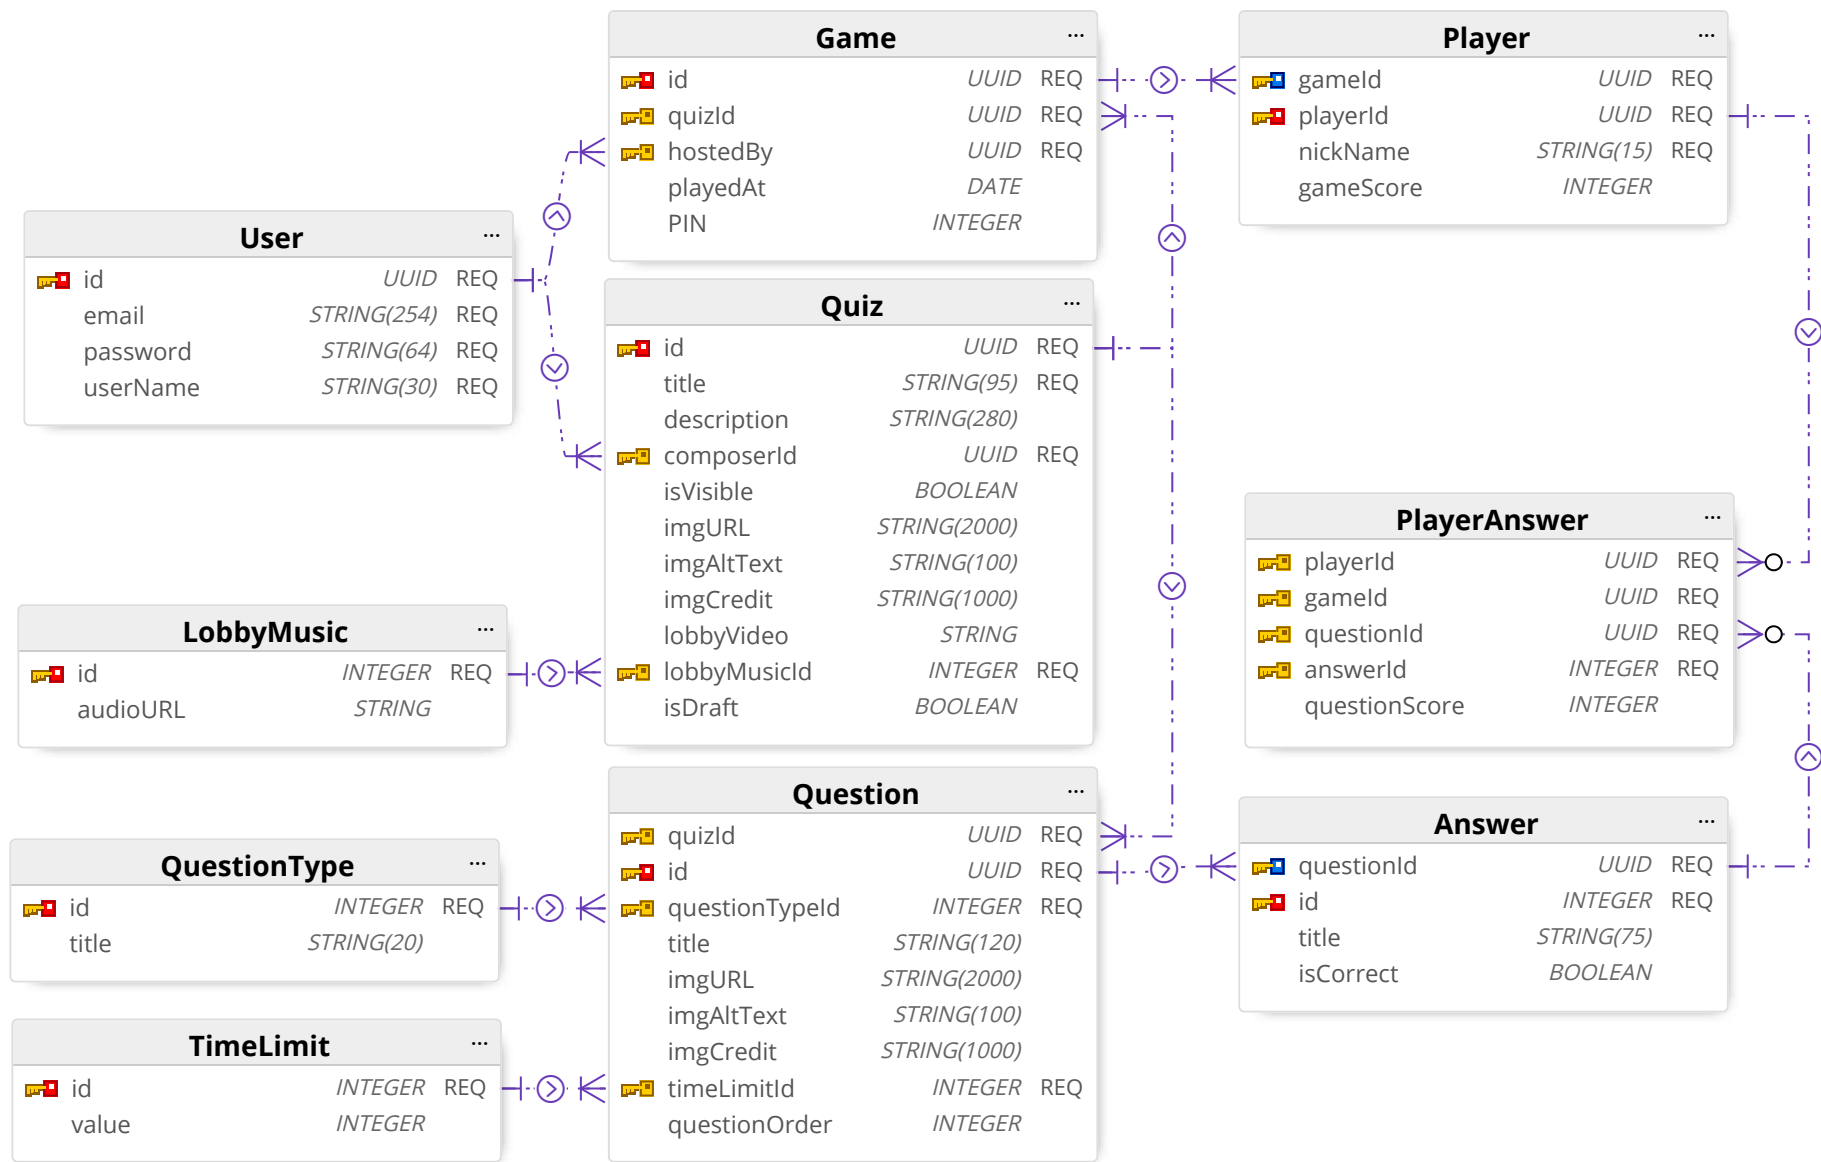 Game ...
id UUID REQ
quizId UUID REQ
hostedBy UUID REQ
playedAt DATE
PIN INTEGER
Player ...
gameId UUID REQ
playerId UUID REQ
nickName STRING(15) REQ
gameScore INTEGER
User ...
id UUID REQ
email STRING(254) REQ
password STRING(64) REQ
userName STRING(30) REQ
Quiz ...
id UUID REQ
title STRING(95) REQ
description STRING(280)
composerId UUID REQ
isVisible BOOLEAN
imgURL STRING(2000)
imgAltText STRING(100)
imgCredit STRING(1000)
lobbyVideo STRING
lobbyMusicId INTEGER REQ
isDraft BOOLEAN
PlayerAnswer ...
playerId UUID REQ
gameId UUID REQ
questionId UUID REQ
answerId INTEGER REQ
questionScore INTEGER
LobbyMusic ...
id INTEGER REQ
audioURL STRING
Question ...
quizId UUID REQ
id UUID REQ
questionTypeId INTEGER REQ
title STRING(120)
imgURL STRING(2000)
imgAltText STRING(100)
imgCredit STRING(1000)
timeLimitId INTEGER REQ
questionOrder INTEGER
Answer ...
questionId UUID REQ
id INTEGER REQ
title STRING(75)
isCorrect BOOLEAN
QuestionType ...
id INTEGER REQ
title STRING(20)
TimeLimit ...
id INTEGER REQ
value INTEGER